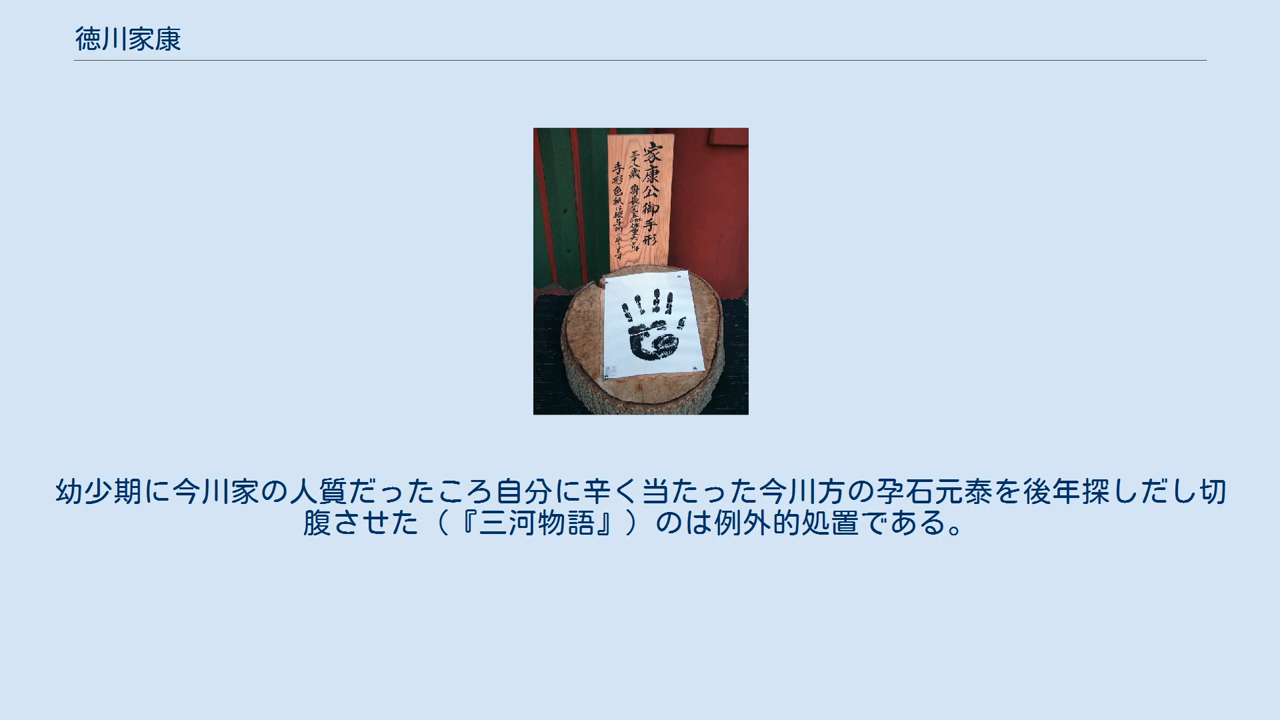 徳川家康
家康公御手形
幼少期に今川家の人質だったころ自分に辛く当たった今川方の孕石元泰を後年探しだし切
腹させた（『三河物語』）のは例外的処置である。